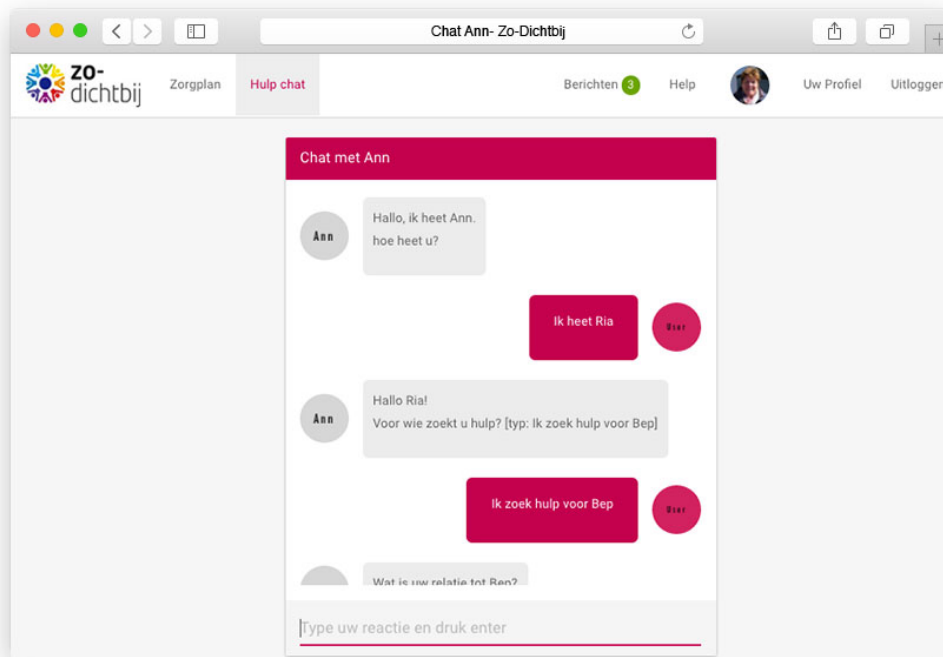 Chat Ann- Zo-Dichtbij
zo-
dichtbij
Zorgplan
Hulp chat
Berichten 3
Help
Uw Profiel
Uitloggen
Chat met Ann
Ann
Hallo, ik heet Ann.
hoe heet u?
Ik heet Ria
User
Ann
Hallo Ria!
Voor wie zoekt u hulp? [typ: Ik zoek hulp voor Bep]
Ik zoek hulp voor Bep
User
Wat is uw relatie tot Bep?
Type uw reactie en druk enter